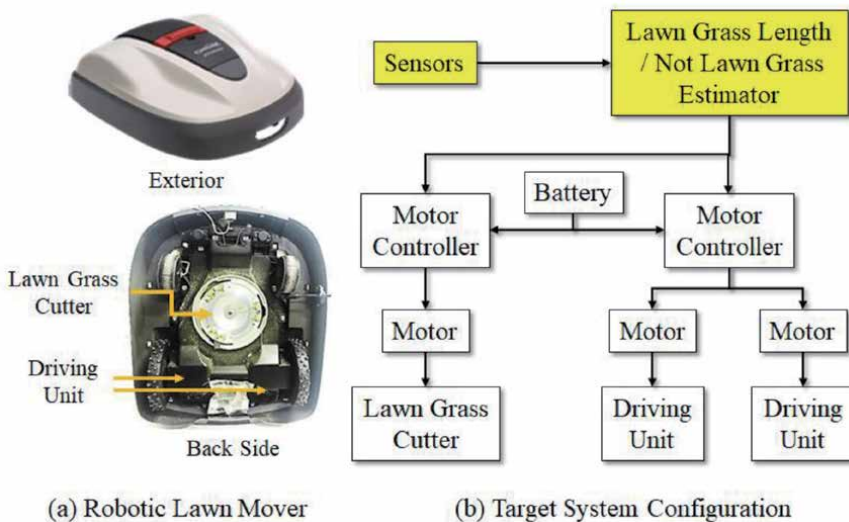 Exterior
Lawn Grass
Cutter
Driving
Unit
Back Side
(a) Robotic Lawn Mover
Sensors
Lawn Grass Length
/ Not Lawn Grass
Estimator
Battery
Motor
Controller
Motor
Controller
Motor
Motor
Motor
Lawn Grass
Cutter
Driving
Unit
Driving
Unit
(b) Target System Configuration